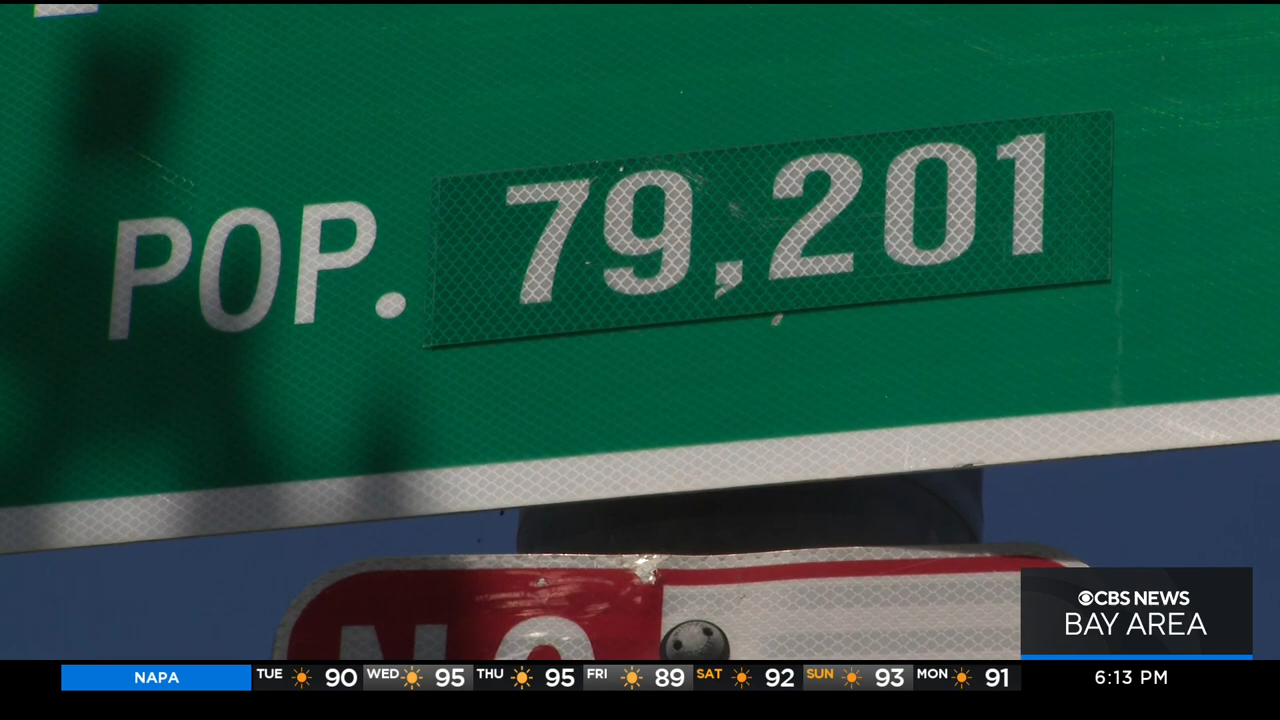 POP. 79,201
NO
CBS NEWS
BAY AREA
NAPA TUE 90 WED 95 THU 95 FRI 89 SAT 92 SUN 93 MON 91 6:13 PM